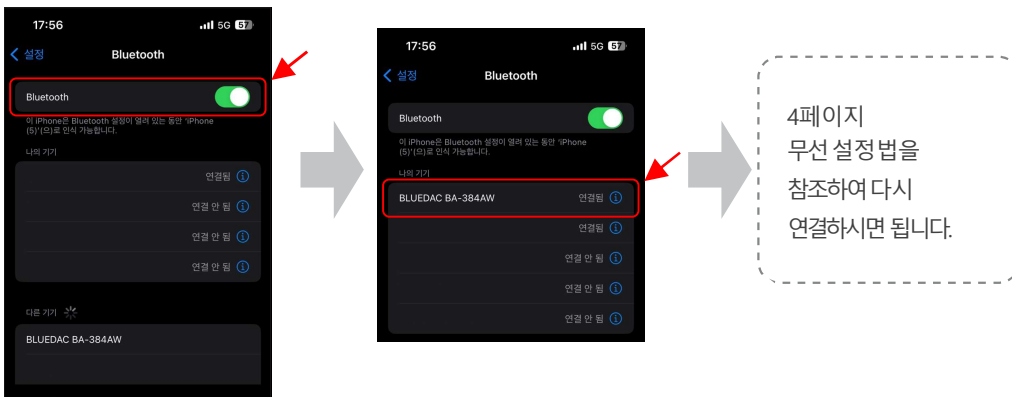 17:56 5G 57
설정 Bluetooth
Bluetooth
이 iPhone은 Bluetooth 설정이 열려 있는 동안 'iPhone
(5)'(으)로 인식 가능합니다.
나의 기기
연결됨
연결 안 됨
연결 안 됨
연결 안 됨
다른 기기
BLUEDAC BA-384AW
17:56 5G 57
설정 Bluetooth
Bluetooth
이 iPhone은 Bluetooth 설정이 열려 있는 동안 'iPhone
(5)'(으)로 인식 가능합니다.
나의 기기
BLUEDAC BA-384AW 연결됨
연결됨
연결 안 됨
연결 안 됨
연결 안 됨
4페이지
무선 설정 법을
참조하여 다시
연결하시면 됩니다.